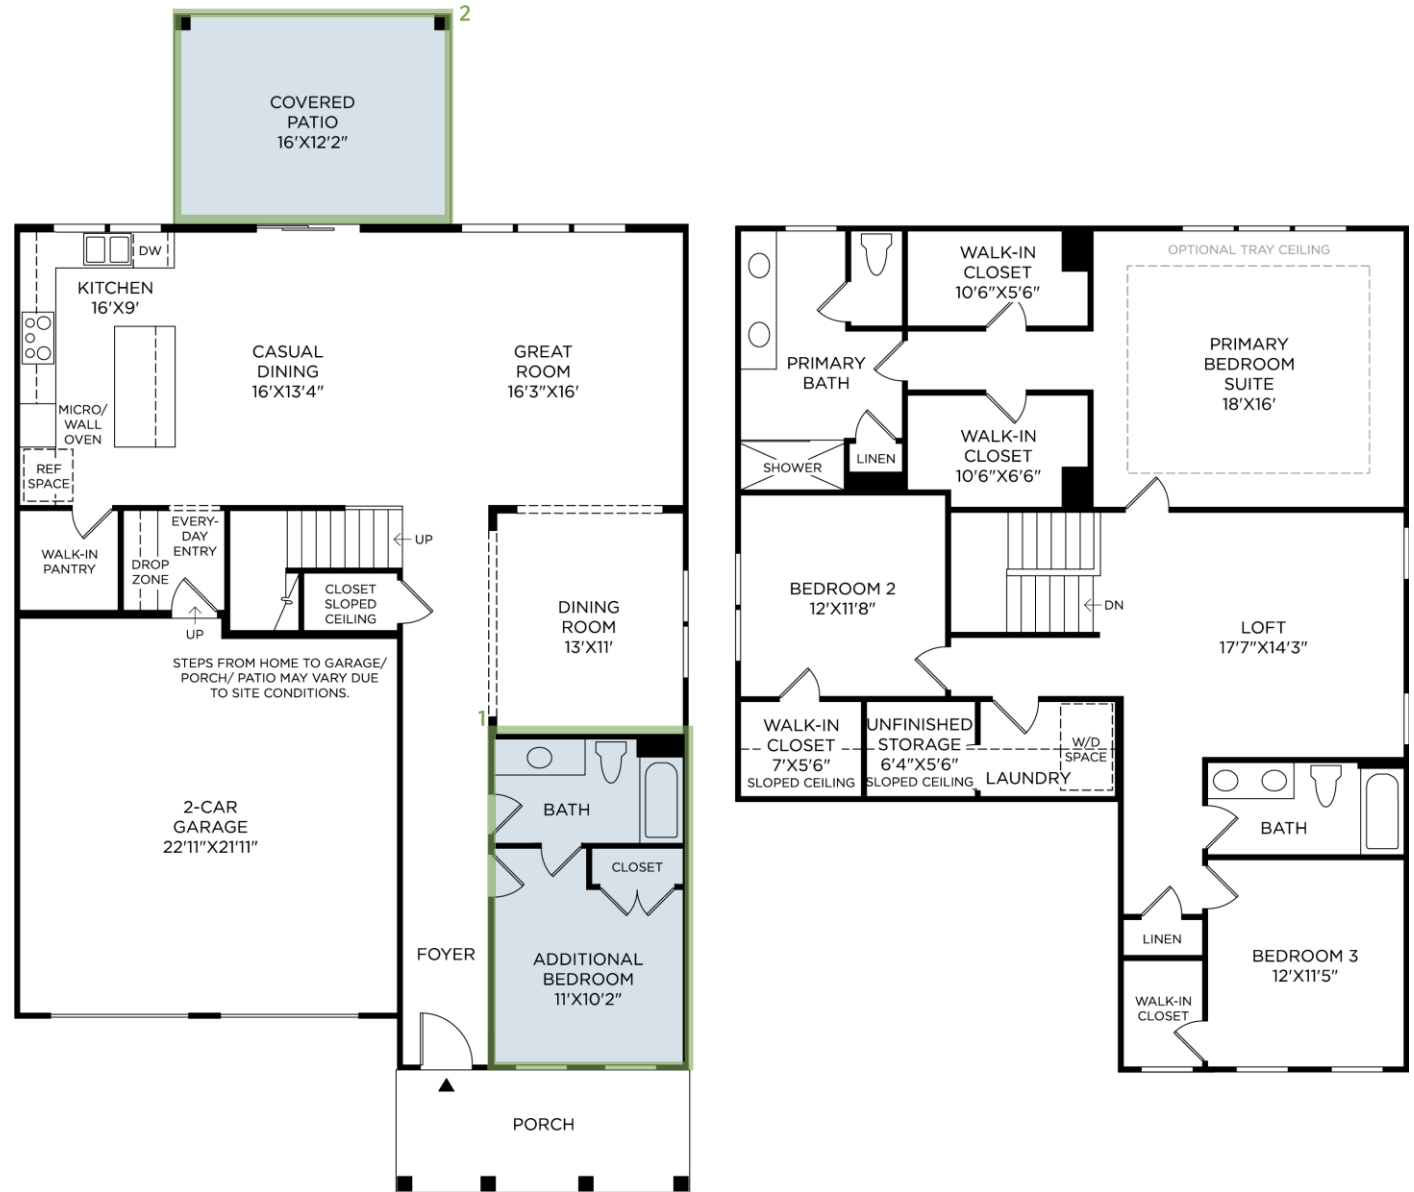 2
COVERED
PATIO
16'X12'2"
DW
KITCHEN
16'X9'
CASUAL
DINING
16'X13'4"
GREAT
ROOM
16'3"X16'
MICRO/
WALL
OVEN
REF
SPACE
WALK-IN
PANTRY
EVERY-
DAY
ENTRY
DROP
ZONE
UP
UP
CLOSET
SLOPED
CEILING
DINING
ROOM
13'X11'
STEPS FROM HOME TO GARAGE/
PORCH/ PATIO MAY VARY DUE
TO SITE CONDITIONS.
1
2-CAR
GARAGE
22'11"X21'11"
BATH
CLOSET
FOYER
ADDITIONAL
BEDROOM
11'X10'2"
PORCH
WALK-IN
CLOSET
10'6"X5'6"
OPTIONAL TRAY CEILING
PRIMARY
BATH
PRIMARY
BEDROOM
SUITE
18'X16'
WALK-IN
CLOSET
10'6"X6'6"
SHOWER
LINEN
BEDROOM 2
12'X11'8"
DN
LOFT
17'7"X14'3"
WALK-IN
CLOSET
7'X5'6"
SLOPED CEILING
UNFINISHED
STORAGE
6'4"X5'6"
SLOPED CEILING
LAUNDRY
W/D
SPACE
BATH
LINEN
BEDROOM 3
12'X11'5"
WALK-IN
CLOSET